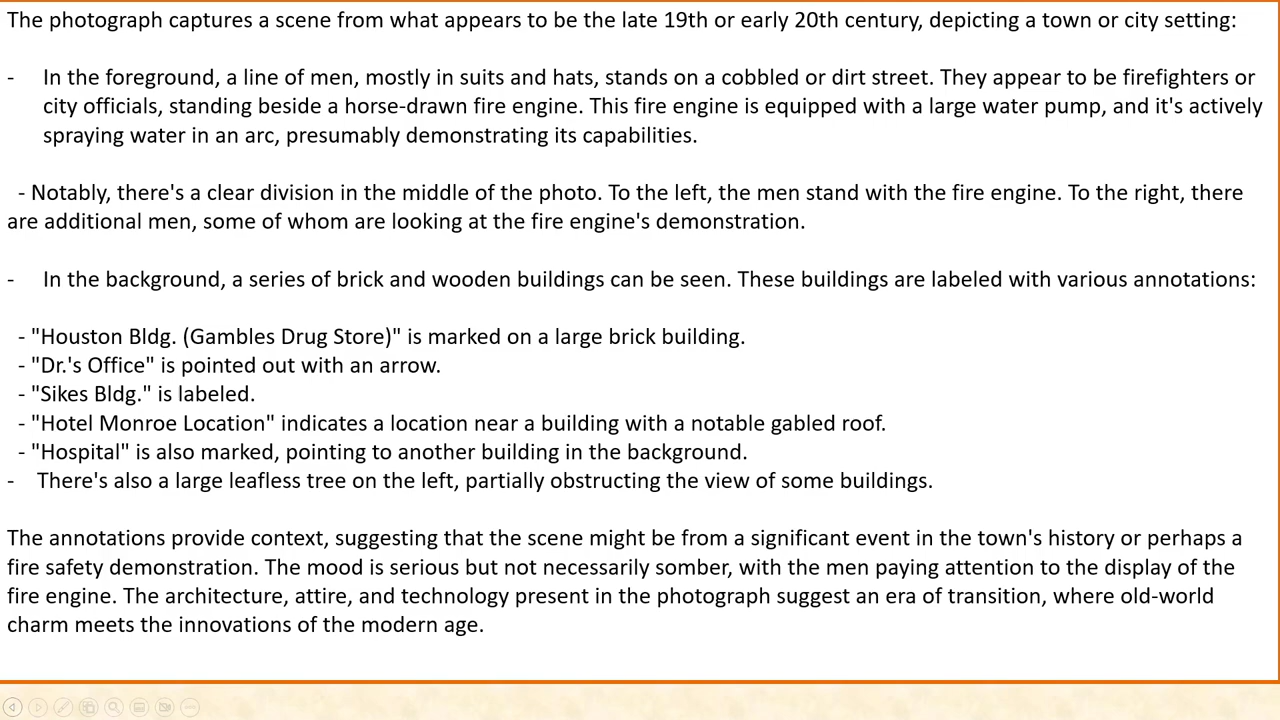 The photograph captures a scene from what appears to be the late 19th or early 20th century, depicting a town or city setting:
- In the foreground, a line of men, mostly in suits and hats, stands on a cobbled or dirt street. They appear to be firefighters or
city officials, standing beside a horse-drawn fire engine. This fire engine is equipped with a large water pump, and it's actively
spraying water in an arc, presumably demonstrating its capabilities.
- Notably, there's a clear division in the middle of the photo. To the left, the men stand with the fire engine. To the right, there
are additional men, some of whom are looking at the fire engine's demonstration.
- In the background, a series of brick and wooden buildings can be seen. These buildings are labeled with various annotations:
- "Houston Bldg. (Gambles Drug Store)" is marked on a large brick building.
- "Dr.'s Office" is pointed out with an arrow.
- "Sikes Bldg." is labeled.
- "Hotel Monroe Location" indicates a location near a building with a notable gabled roof.
- "Hospital" is also marked, pointing to another building in the background.
- There's also a large leafless tree on the left, partially obstructing the view of some buildings.
The annotations provide context, suggesting that the scene might be from a significant event in the town's history or perhaps a
fire safety demonstration. The mood is serious but not necessarily somber, with the men paying attention to the display of the
fire engine. The architecture, attire, and technology present in the photograph suggest an era of transition, where old-world
charm meets the innovations of the modern age.